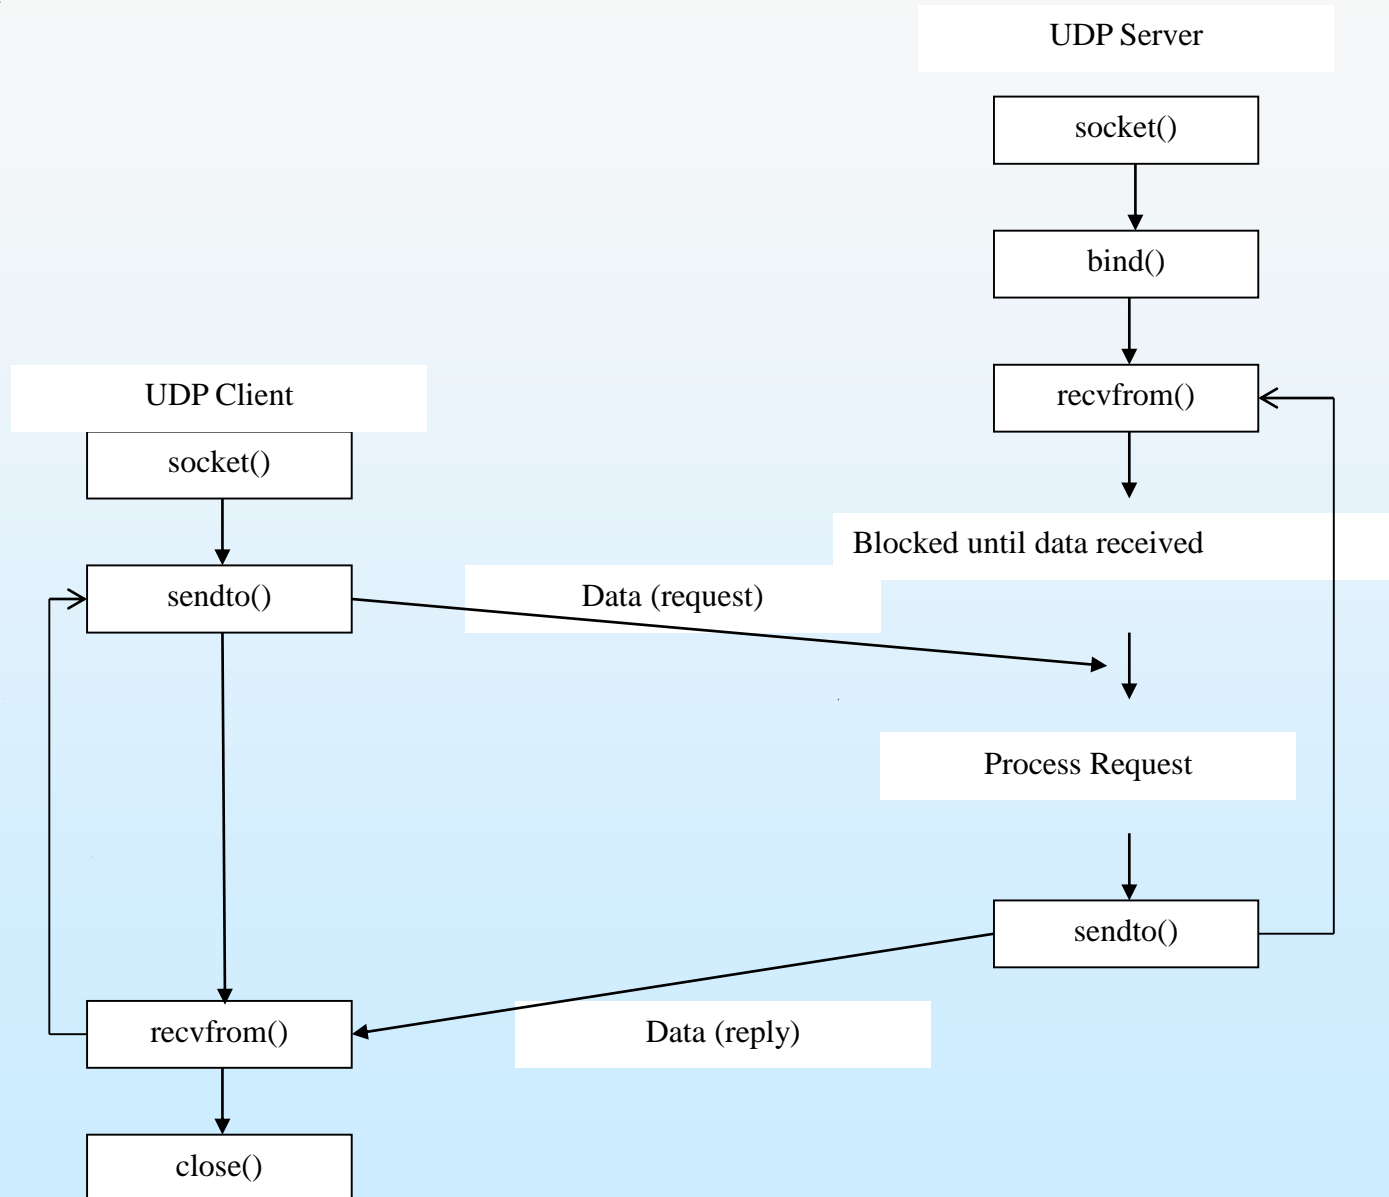 UDP Server
socket()
bind()
recvfrom()
UDP Client
socket()
Blocked until data received
sendto()
Data (request)
Process Request
sendto()
recvfrom()
Data (reply)
close()